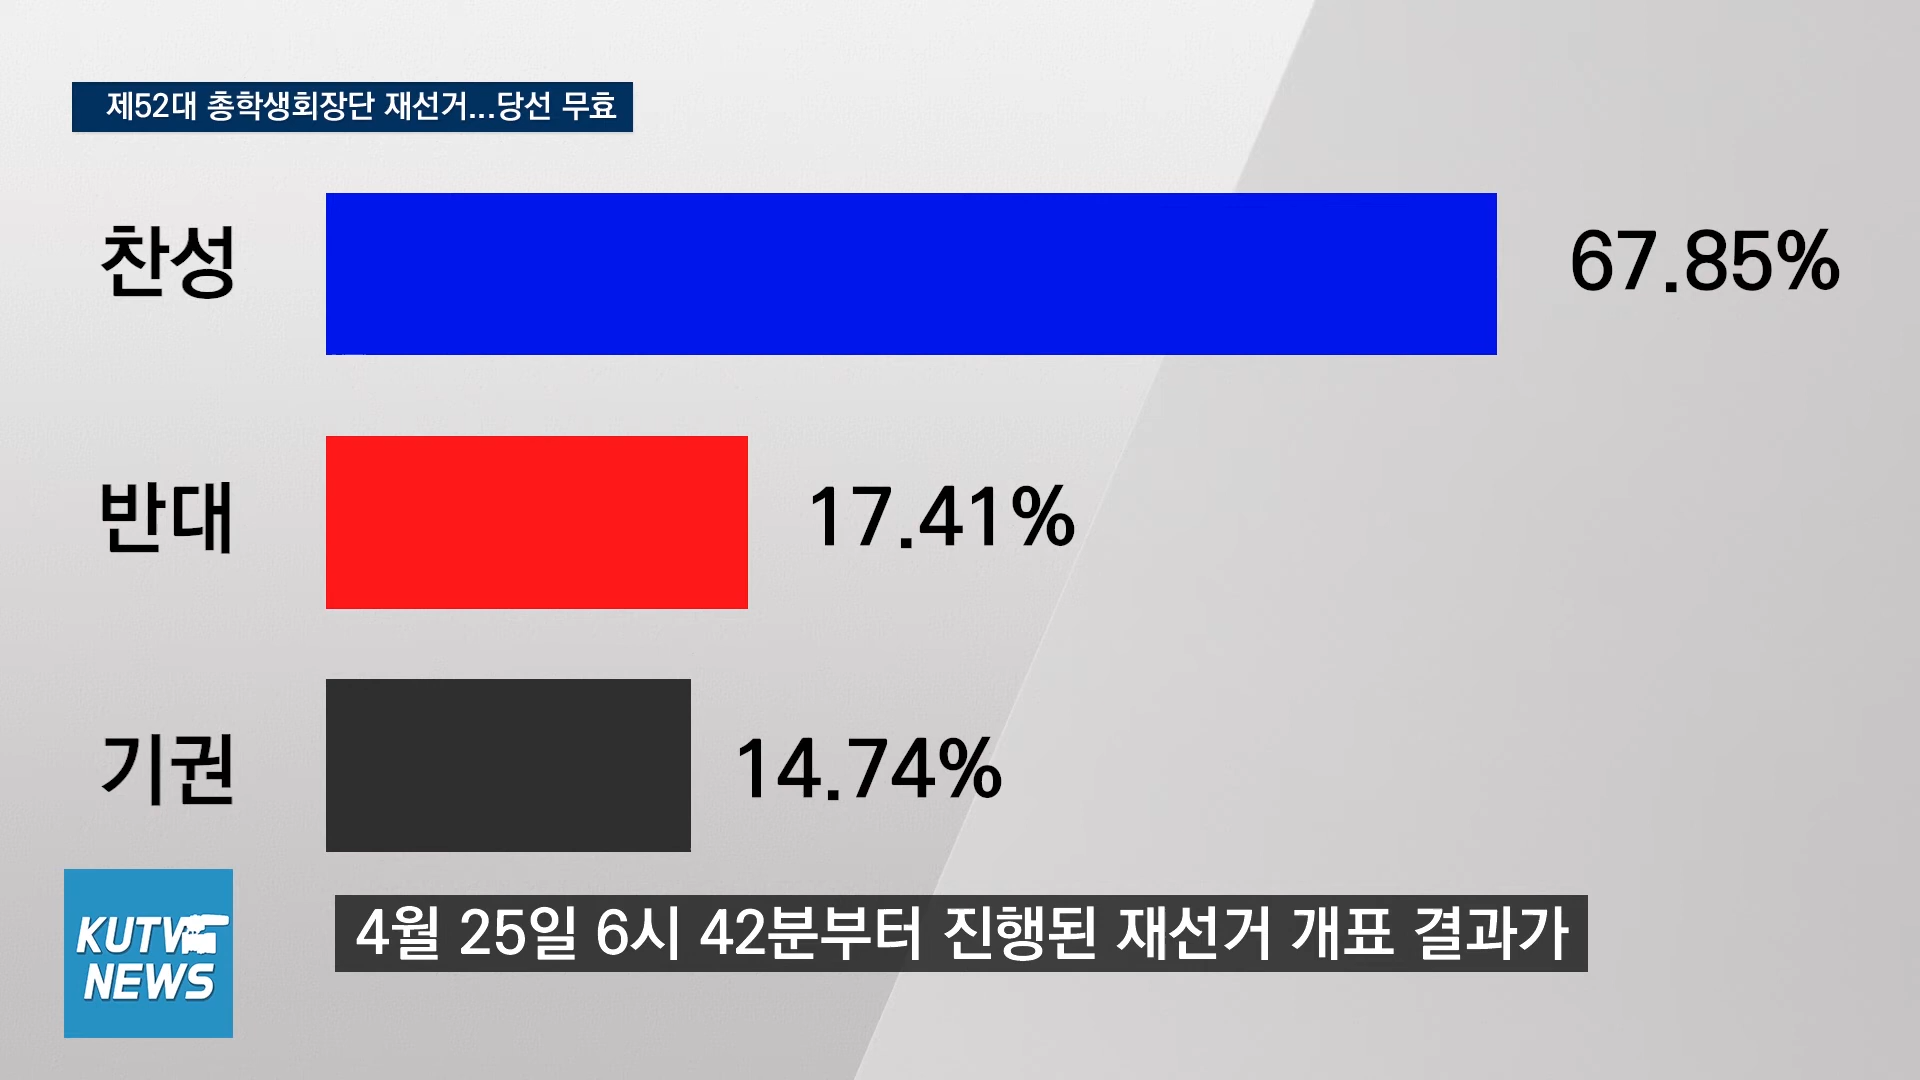 제52대 총학생회장단 재선거...당선 무효
찬성 67.85%
반대 17.41%
기권 14.74%
KUTV
NEWS
4월 25일 6시 42분부터 진행된 재선거 개표 결과가